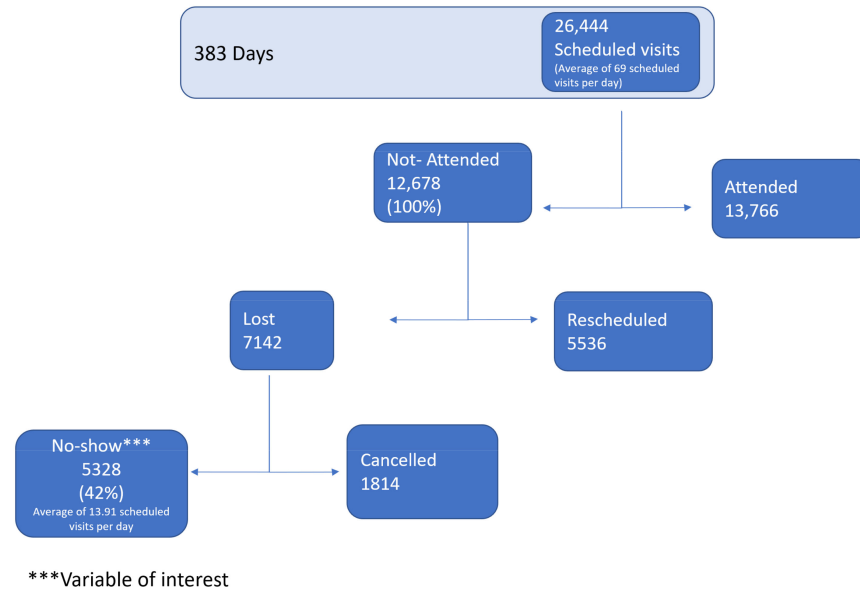 383 Days
26,444
Scheduled visits
(Average of 69 scheduled
visits per day)
Not- Attended
12,678
(100%)
Attended
13,766
Lost
7142
Rescheduled
5536
No-show***
5328
(42%)
Average of 13.91 scheduled
visits per day
Cancelled
1814
***Variable of interest